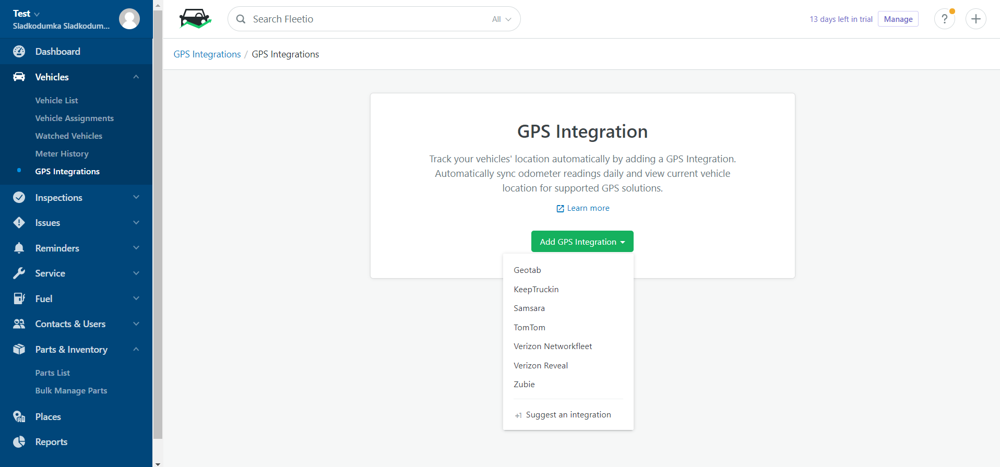 Test
Sladkodumka Sladkodum...
Dashboard
Vehicles
Vehicle List
Vehicle Assignments
Watched Vehicles
Meter History
GPS Integrations
Inspections
Issues
Reminders
Service
Fuel
Contacts & Users
Parts & Inventory
Parts List
Bulk Manage Parts
Places
Reports
Search Fleetio
All
13 days left in trial
Manage
?
GPS Integrations / GPS Integrations
GPS Integration
Track your vehicles' location automatically by adding a GPS Integration.
Automatically sync odometer readings daily and view current vehicle
location for supported GPS solutions.
Learn more
Add GPS Integration
Geotab
KeepTruckin
Samsara
TomTom
Verizon Networkfleet
Verizon Reveal
Zubie
+1 Suggest an integration